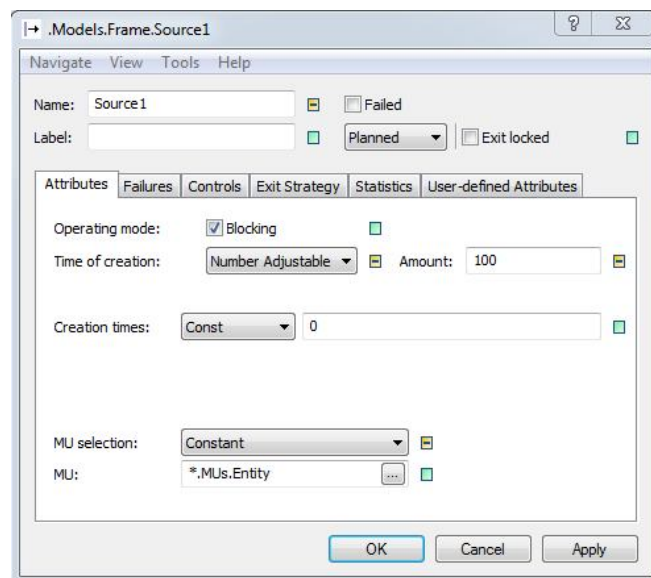 .Models.Frame.Source1
Navigate View Tools Help
Name: Source1 Failed
Label: Planned Exit locked
Attributes Failures Controls Exit Strategy Statistics User-defined Attributes
Operating mode: Blocking
Time of creation: Number Adjustable Amount: 100
Creation times: Const 0
MU selection: Constant
MU: *.MUs.Entity ...
OK Cancel Apply